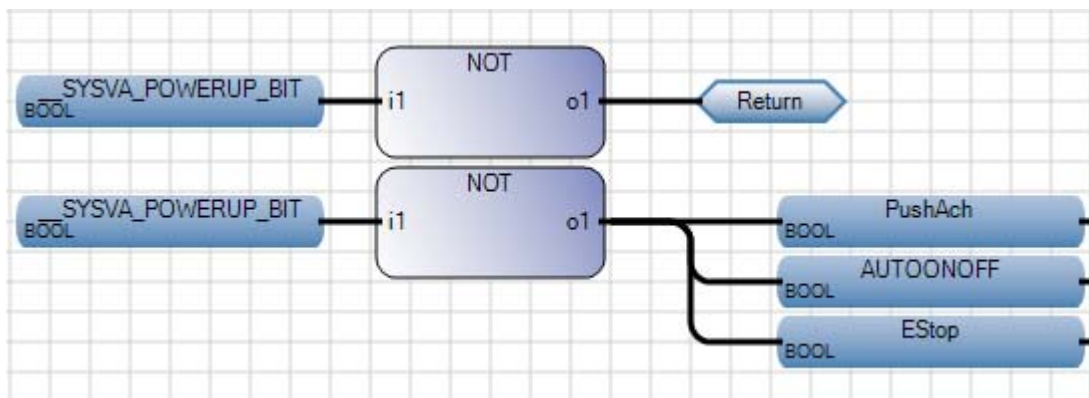 NOT
__SYSVA_POWERUP_BIT
BOOL
i1
o1
Return
NOT
__SYSVA_POWERUP_BIT
BOOL
i1
o1
PushAch
BOOL
AUTOONOFF
BOOL
EStop
BOOL